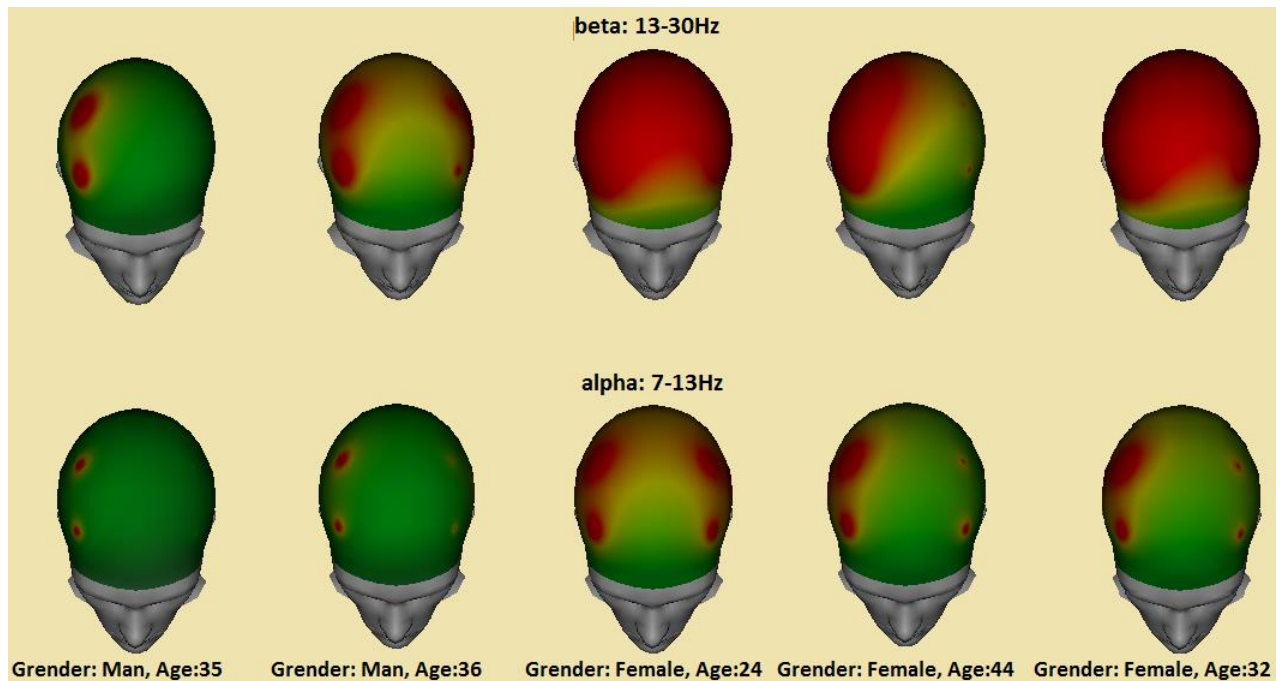 beta: 13-30Hz
alpha: 7-13Hz
Grender: Man, Age:35
Grender: Man, Age:36
Grender: Female, Age:24
Grender: Female, Age:44
Grender: Female, Age:32